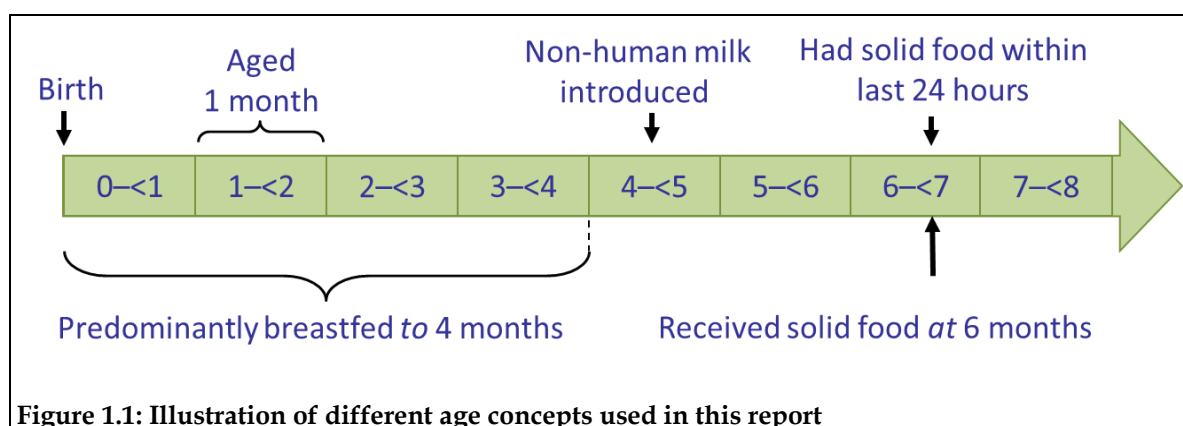 Birth
Aged
1 month
Non-human milk
introduced
Had solid food within
last 24 hours
0–<1
1–<2
2–<3
3–<4
4–<5
5–<6
6–<7
7–<8
Predominantly breastfed to 4 months
Received solid food at 6 months
Figure 1.1: Illustration of different age concepts used in this report